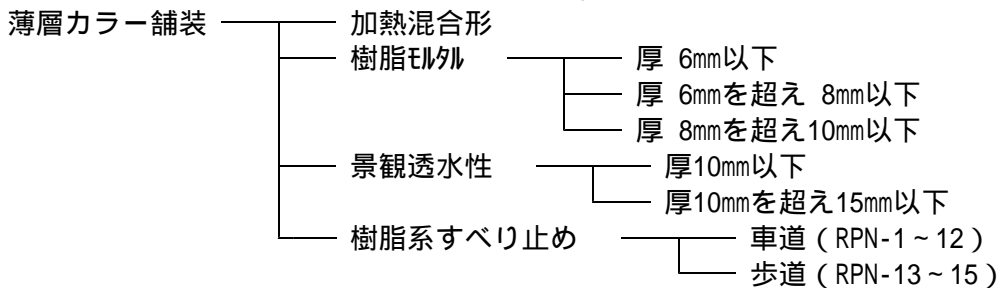 薄層カラー舗装 加熱混合形
樹脂ﾓﾙﾀﾙ 厚 6㎜以下
厚 6㎜を超え 8㎜以下
厚 8㎜を超え10㎜以下
景観透水性 厚10㎜以下
厚10㎜を超え15㎜以下
樹脂系すべり止め 車道（RPN-1～12）
歩道（RPN-13～15）